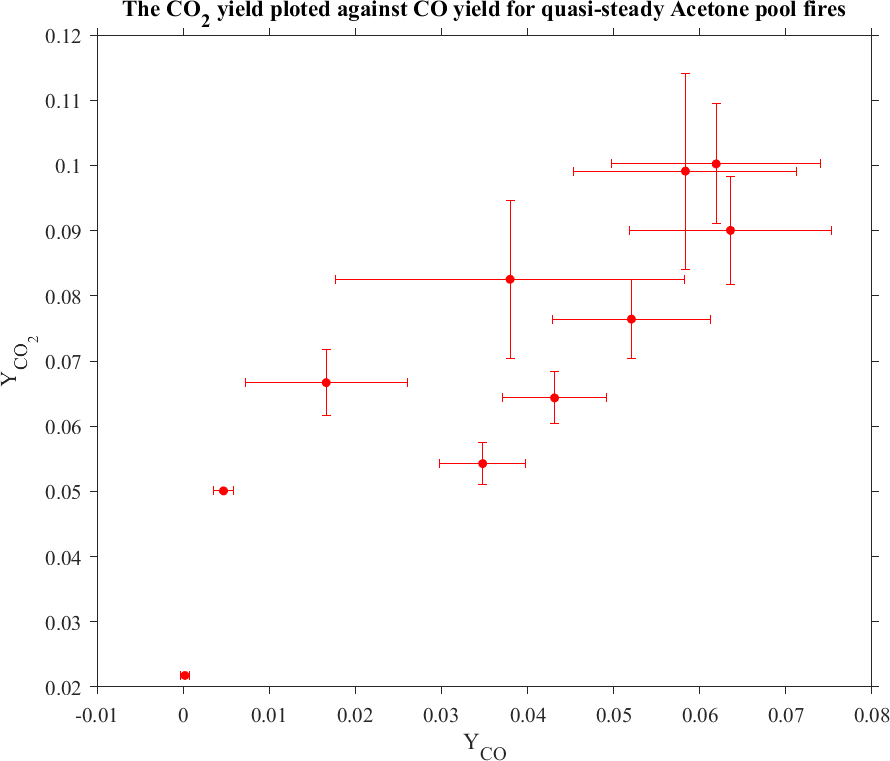 The CO2 yield ploted against CO yield for quasi-steady Acetone pool fires
0.12
0.11
0.1
0.09
0.08
0.07
0.06
0.05
0.04
0.03
0.02
YCO2
-0.01 0 0.01 0.02 0.03 0.04 0.05 0.06 0.07 0.08
YCO